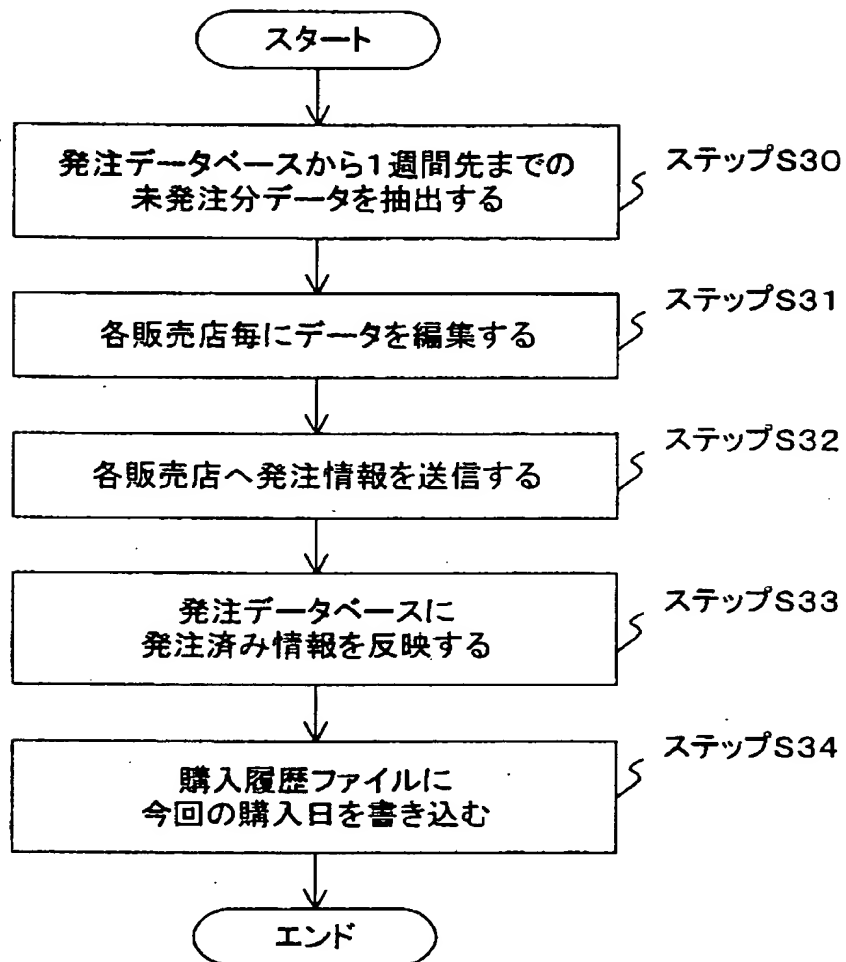 スタート
発注データベースから1週間先までの
未発注分データを抽出する
ステップS30
各販売店毎にデータを編集する
ステップS31
各販売店へ発注情報を送信する
ステップS32
発注データベースに
発注済み情報を反映する
ステップS33
購入履歴ファイルに
今回の購入日を書き込む
ステップS34
エンド